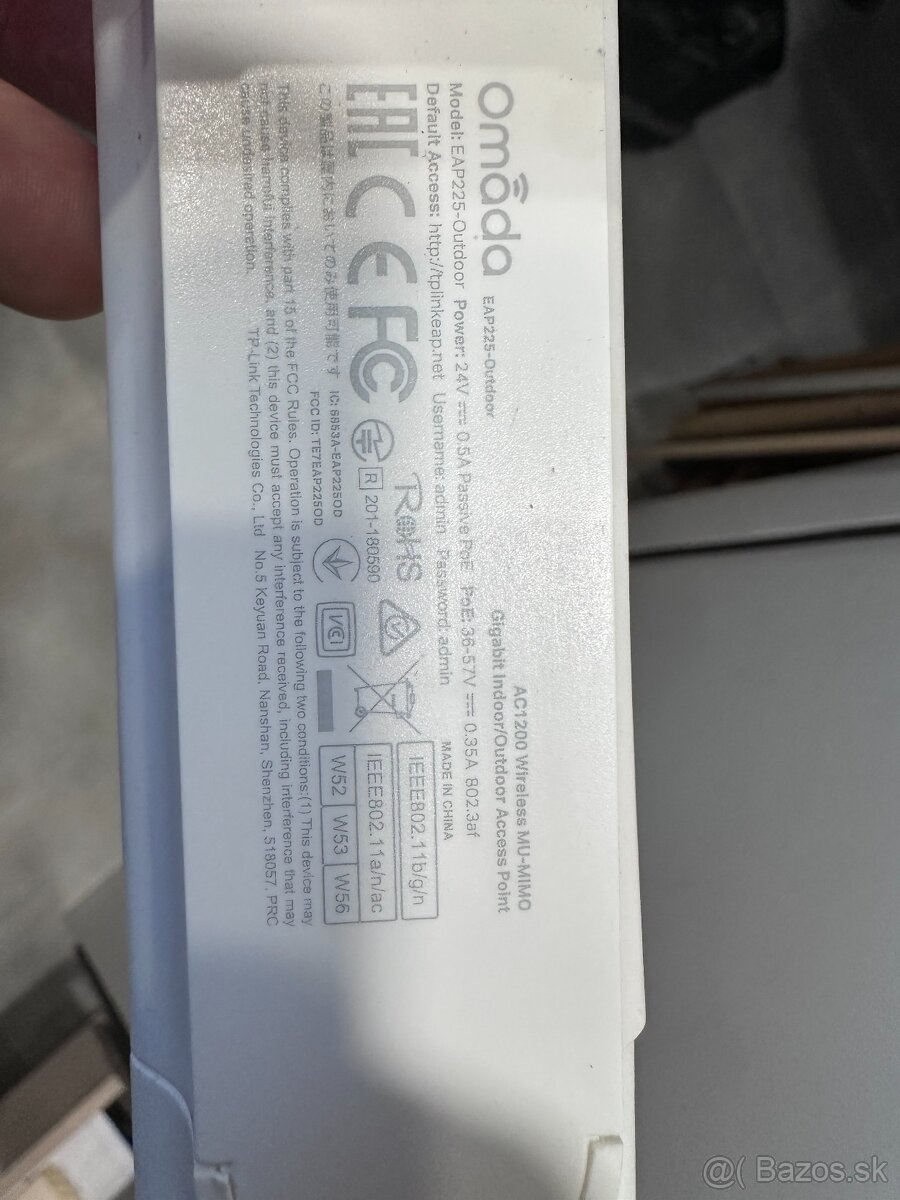 Omada EAP225-Outdoor
AC1200 Wireless MU-MIMO
Gigabit Indoor/Outdoor Access Point
Model: EAP225-Outdoor Power: 24V ⎓ 0.5A Passive PoE PoE: 36-57V ⎓ 0.35A 802.3af
Default Access: http://tplinkeap.net Username: admin Password: admin
MADE IN CHINA
EAC CE FC
RoHS
R 201-180590
IEEE802.11b/g/n
IEEE802.11a/n/ac
W52 W53 W56
この製品は屋内においてのみ使用可能です
IC: 8853A-EAP225OD
FCC ID: TE7EAP225OD
VCI
This device complies with part 15 of the FCC Rules. Operation is subject to the following two conditions:(1) This device may
not cause harmful interference, and (2) this device must accept any interference received, including interference that may
cause undesired operation.
TP-Link Technologies Co., Ltd No.5 Keyuan Road, Nanshan, Shenzhen, 518057, PRC
@( Bazos.sk